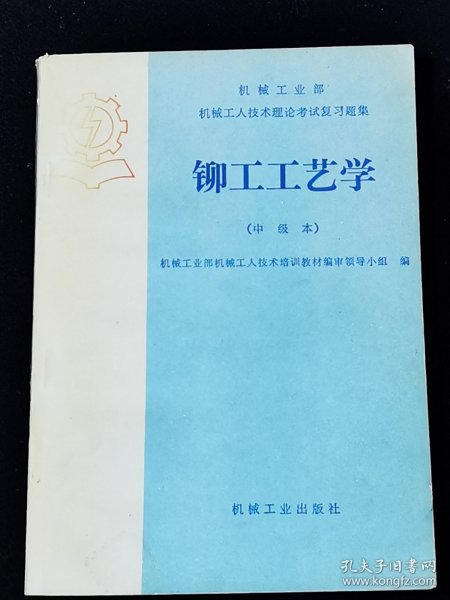 机械工业部
机械工人技术理论考试复习题集
铆工工艺学
（中级本）
机械工业部机械工人技术培训教材编审领导小组 编
机械工业出版社
孔夫子旧书网
www.kongfz.com